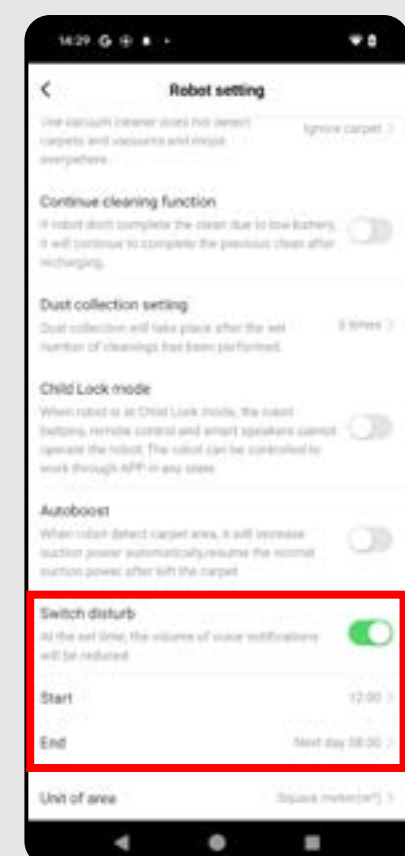 14:29 G
Robot setting
the vacuum cleaner does not detect
carpets and vacuums and mops
everywhere.
Ignore carpet
Continue cleaning function
If robot don't complete the clean due to low battery,
it will continue to complete the previous clean after
recharging.
Dust collection setting
Dust collection will take place after the set
number of cleanings has been performed.
times
Child Lock mode
When robot is at Child Lock mode, the robot
buttons, remote control and smart speakers cannot
operate the robot. The robot can be controlled to
work through APP in any state.
Autoboost
When robot detect carpet area, it will increase
suction power automatically,resume the normal
suction power after left the carpet
Switch disturb
At the set time, the volume of voice notifications
will be reduced
Start
12:00
End
Next day 08:00
Unit of area
Square meter(m²)